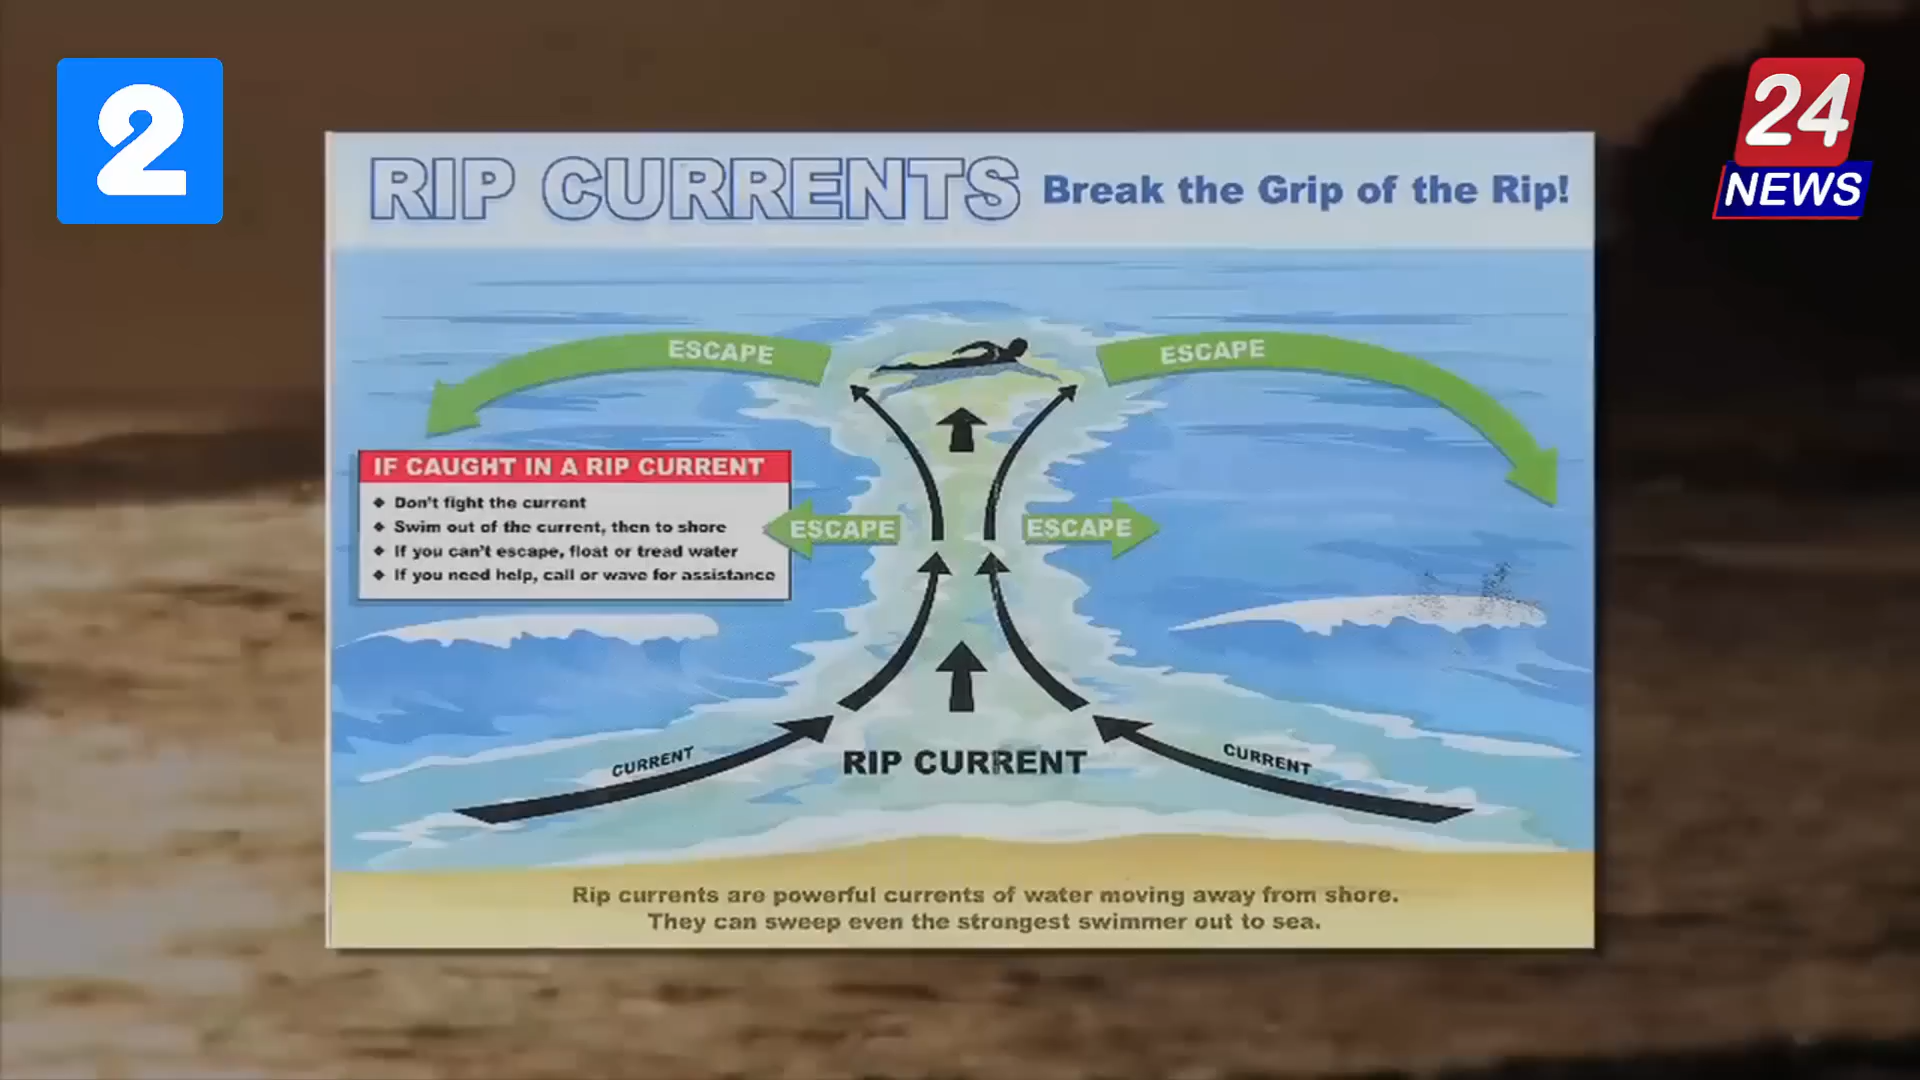 2
24
NEWS
RIP CURRENTS Break the Grip of the Rip!
ESCAPE
ESCAPE
IF CAUGHT IN A RIP CURRENT
❖ Don't fight the current
❖ Swim out of the current, then to shore
❖ If you can't escape, float or tread water
❖ If you need help, call or wave for assistance
ESCAPE
ESCAPE
CURRENT
RIP CURRENT
CURRENT
Rip currents are powerful currents of water moving away from shore.
They can sweep even the strongest swimmer out to sea.